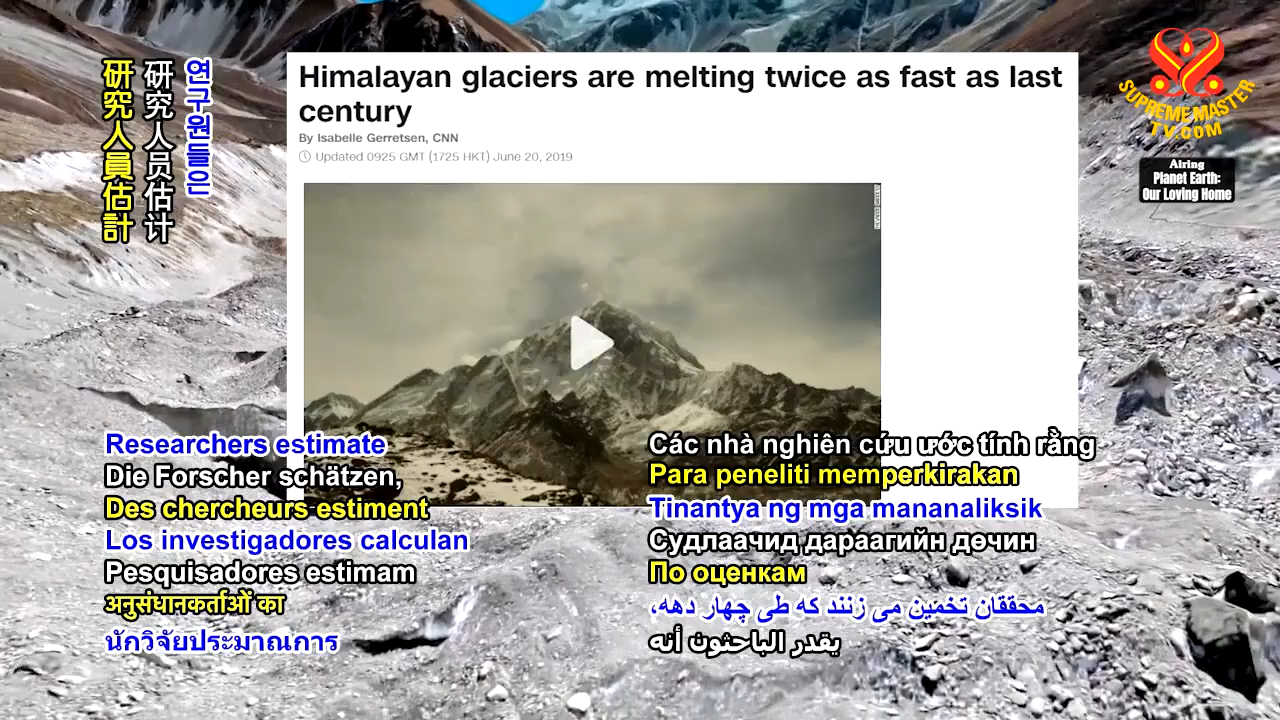 Himalayan glaciers are melting twice as fast as last
century
By Isabelle Gerretsen, CNN
Updated 0925 GMT (1725 HKT) June 20, 2019
研究人員估計
研究人员估计
연구원들은
SUPREME MASTER
TV.COM
Airing
Planet Earth:
Our Loving Home
Researchers estimate
Die Forscher schätzen,
Des chercheurs estiment
Los investigadores calculan
Pesquisadores estimam
अनुसंधानकर्ताओं का
นักวิจัยประมาณการ
Các nhà nghiên cứu ước tính rằng
Para peneliti memperkirakan
Tinantya ng mga mananaliksik
Судлаачид дараагийн дөчин
По оценкам
محققان تخمین می زنند که طی چهار دهه،
يقدر الباحثون أنه